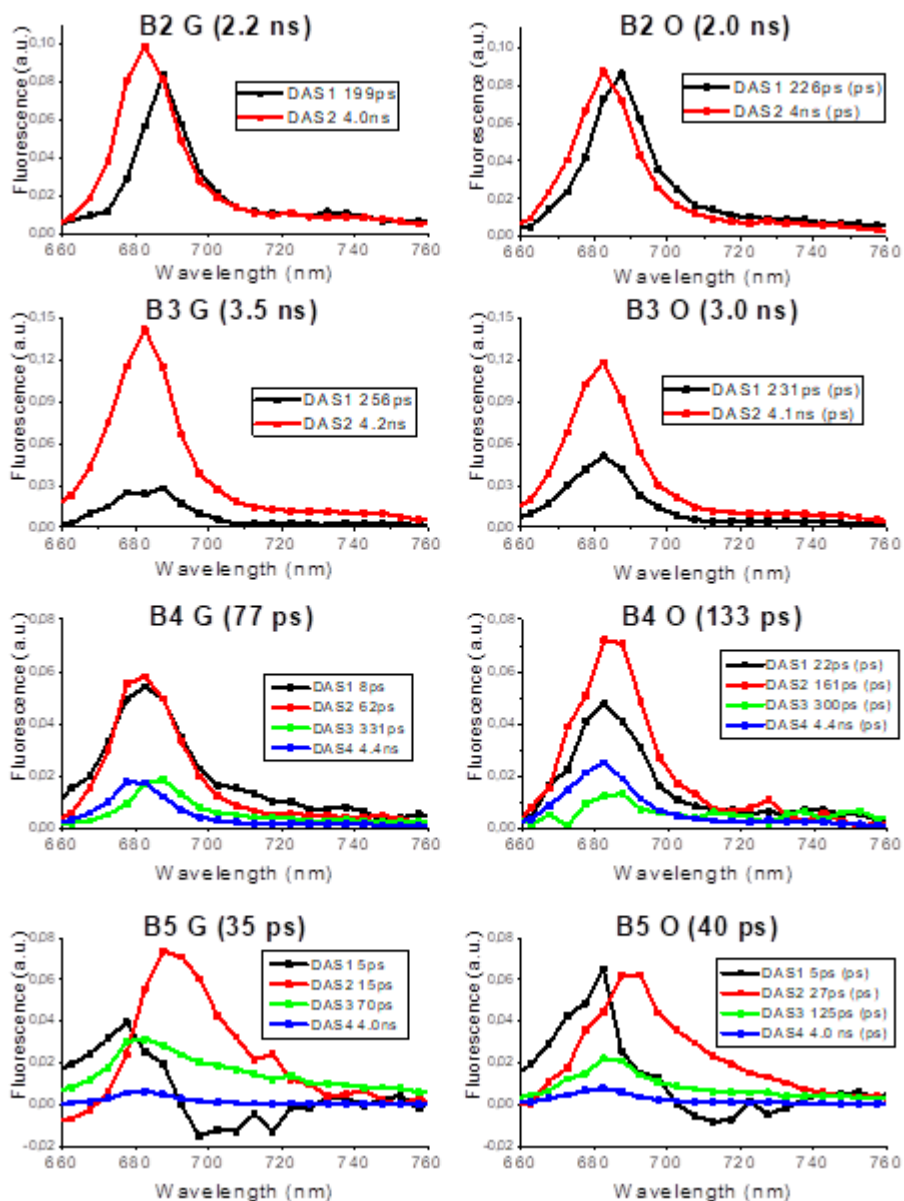 B2 G (2.2 ns)
Fluorescence (a.u.)
0.10
0.08
0.06
0.04
0.02
0.00
DAS1 199ps
DAS2 4.0ns
660 680 700 720 740 760
Wavelength (nm)
B2 O (2.0 ns)
Fluorescence (a.u.)
0.10
0.08
0.06
0.04
0.02
0.00
DAS1 226ps (ps)
DAS2 4ns (ps)
660 680 700 720 740 760
Wavelength (nm)
B3 G (3.5 ns)
Fluorescence (a.u.)
0.15
0.12
0.09
0.06
0.03
0.00
DAS1 256ps
DAS2 4.2ns
660 680 700 720 740 760
Wavelength (nm)
B3 O (3.0 ns)
Fluorescence (a.u.)
0.15
0.12
0.09
0.06
0.03
0.00
DAS1 231ps (ps)
DAS2 4.1ns (ps)
660 680 700 720 740 760
Wavelength (nm)
B4 G (77 ps)
Fluorescence (a.u.)
0.08
0.06
0.04
0.02
0.00
DAS1 8ps
DAS2 62ps
DAS3 331ps
DAS4 4.4ns
660 680 700 720 740 760
Wavelength (nm)
B4 O (133 ps)
Fluorescence (a.u.)
0.08
0.06
0.04
0.02
0.00
DAS1 22ps (ps)
DAS2 161ps (ps)
DAS3 300ps (ps)
DAS4 4.4ns (ps)
660 680 700 720 740 760
Wavelength (nm)
B5 G (35 ps)
Fluorescence (a.u.)
0.08
0.06
0.04
0.02
0.00
-0.02
DAS1 5ps
DAS2 15ps
DAS3 70ps
DAS4 4.0ns
660 680 700 720 740 760
Wavelength (nm)
B5 O (40 ps)
Fluorescence (a.u.)
0.08
0.06
0.04
0.02
0.00
-0.02
DAS1 5ps (ps)
DAS2 27ps (ps)
DAS3 125ps (ps)
DAS4 4.0 ns (ps)
660 680 700 720 740 760
Wavelength (nm)